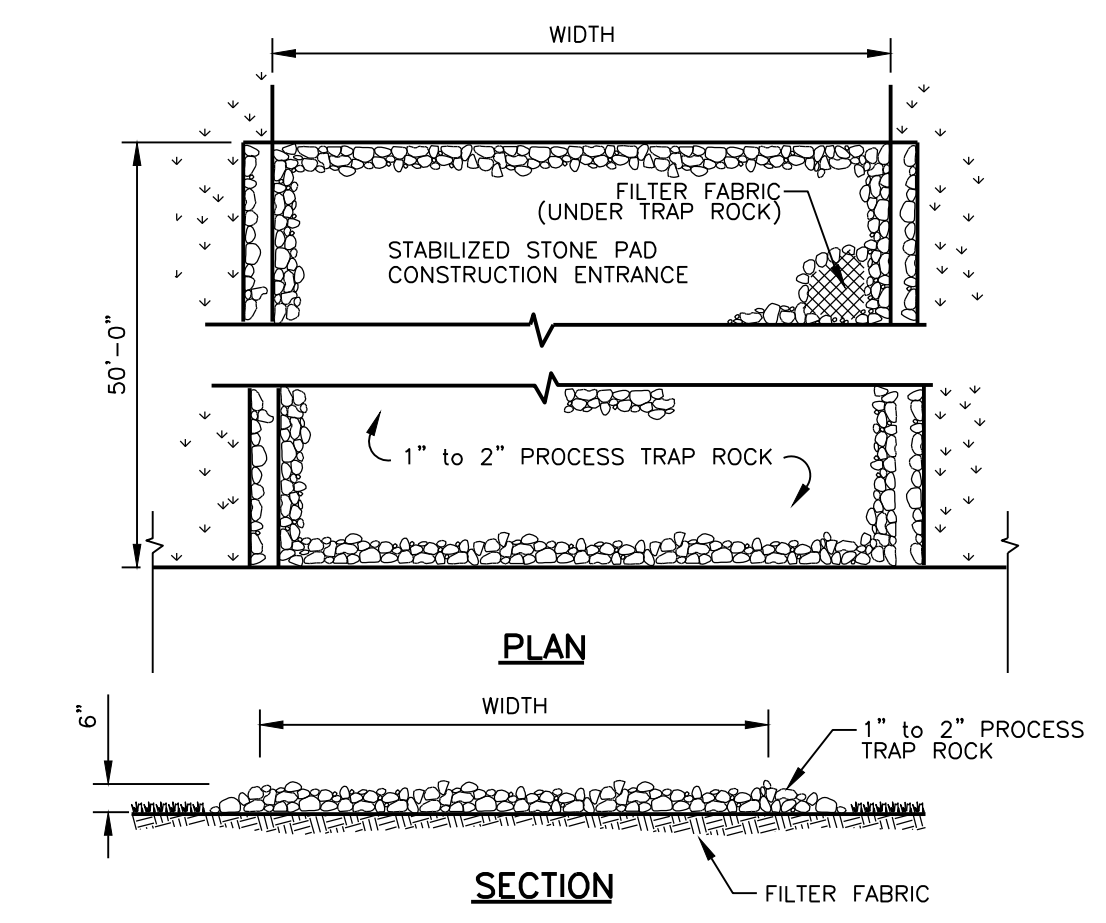 WIDTH
FILTER FABRIC
(UNDER TRAP ROCK)
STABILIZED STONE PAD
CONSTRUCTION ENTRANCE
50'-0"
1" to 2" PROCESS TRAP ROCK
PLAN
WIDTH
6"
1" to 2" PROCESS
TRAP ROCK
SECTION
FILTER FABRIC